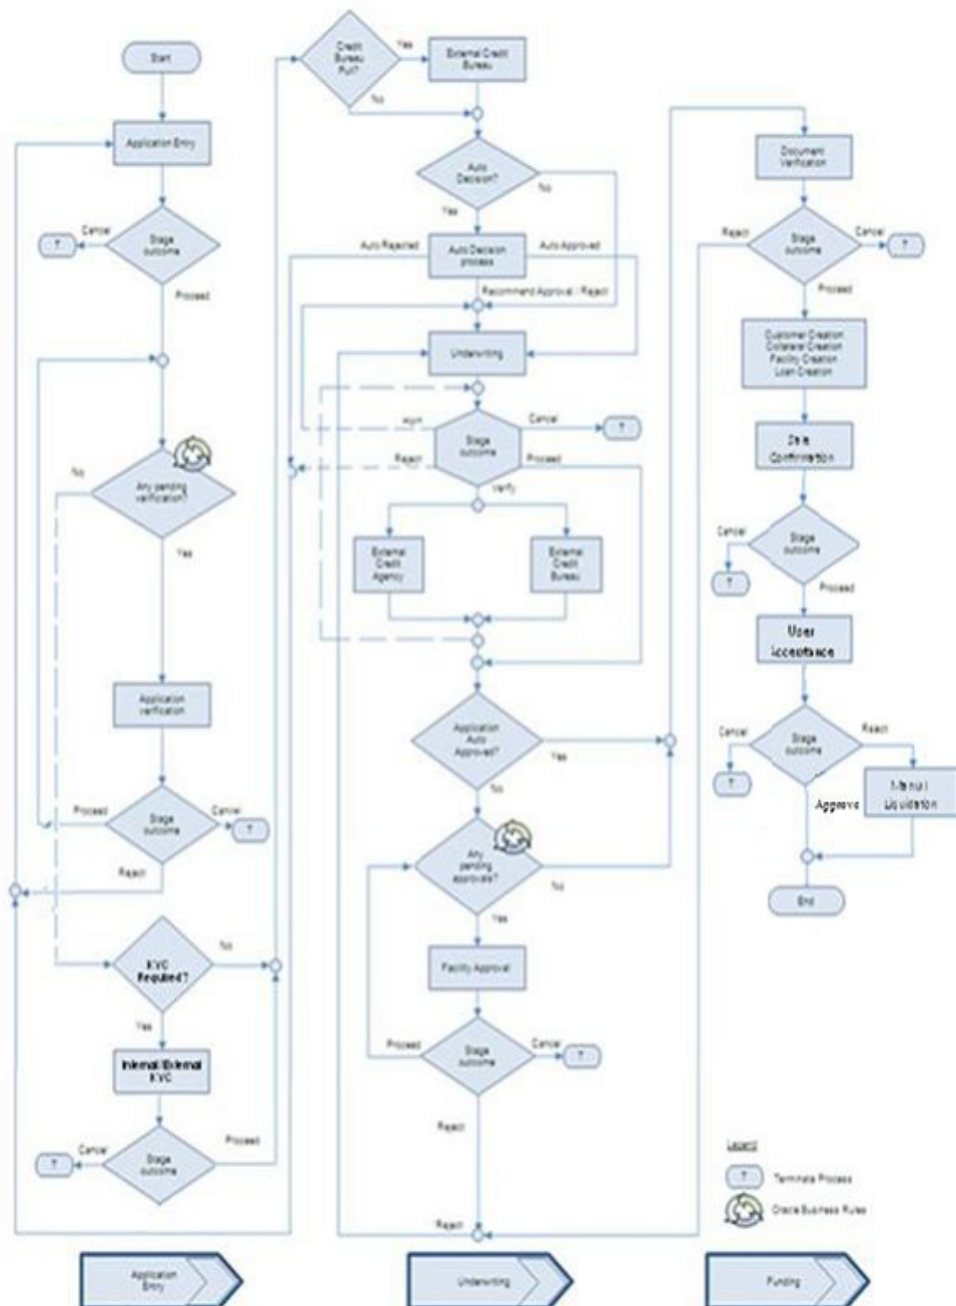 Start
Application Entry
Cancel
T
Stage
outcome
Proceed
No
Any pending
verification?
Yes
Application
verification
Proceed
Stage
outcome
Cancel
T
Reject
KYC
Required?
No
Yes
Internal/External
KYC
Cancel
T
Stage
outcome
Proceed
Application
Entry
Credit
Bureau
Pull?
Yes
External Credit
Bureau
No
Auto
Decision?
No
Yes
Auto Rejected
Auto Decision
process
Auto Approved
Recommend Approval / Reject
Underwriting
Stage
outcome
Cancel
T
Reject
Proceed
Verify
External
Credit
Agency
External
Credit
Bureau
Application
Auto
Approved?
Yes
No
Any
pending
approvals?
No
Yes
Facility Approval
Proceed
Stage
outcome
Cancel
T
Reject
Reject
Underwriting
Document
Verification
Reject
Stage
outcome
Cancel
T
Proceed
Customer Creation
Collateral Creation
Facility Creation
Loan Creation
Confirmation
Cancel
T
Stage
outcome
Proceed
User
Acceptance
Cancel
T
Stage
outcome
Reject
Approve
Liquidation
End
Legend
T
Terminate Process
Oracle Business Rules
Funding